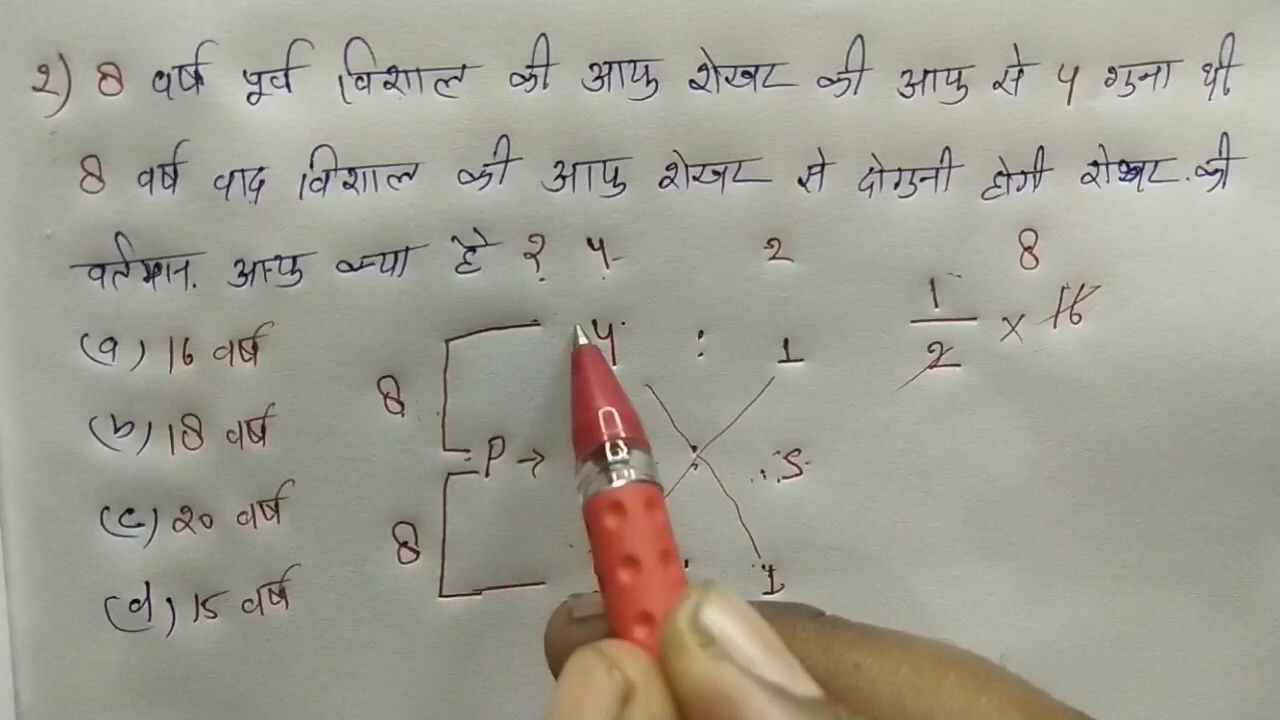 २) 8 वर्ष पूर्व विशाल की आयु शेखर की आयु से 4 गुना थी
8 वर्ष वाद विशाल की आयु शेखर से दोगुनी होगी शेखर की
वर्तमान. आयु क्या है ? 4 2 8
(a) 16 वर्ष 4 : 1 1/2 × 16
(b) 18 वर्ष 8 P → S
(c) 20 वर्ष 8
(d) 15 वर्ष 1